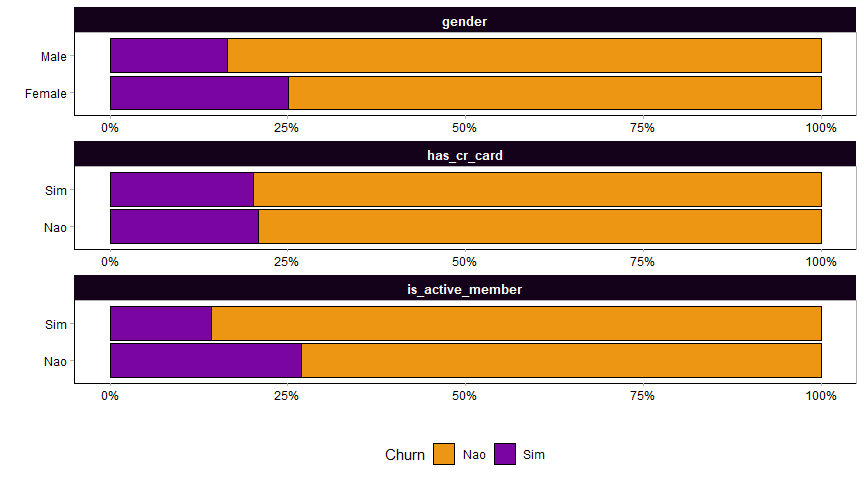 gender
Male
Female
0% 25% 50% 75% 100%
has_cr_card
Sim
Nao
0% 25% 50% 75% 100%
is_active_member
Sim
Nao
0% 25% 50% 75% 100%
Churn Nao Sim